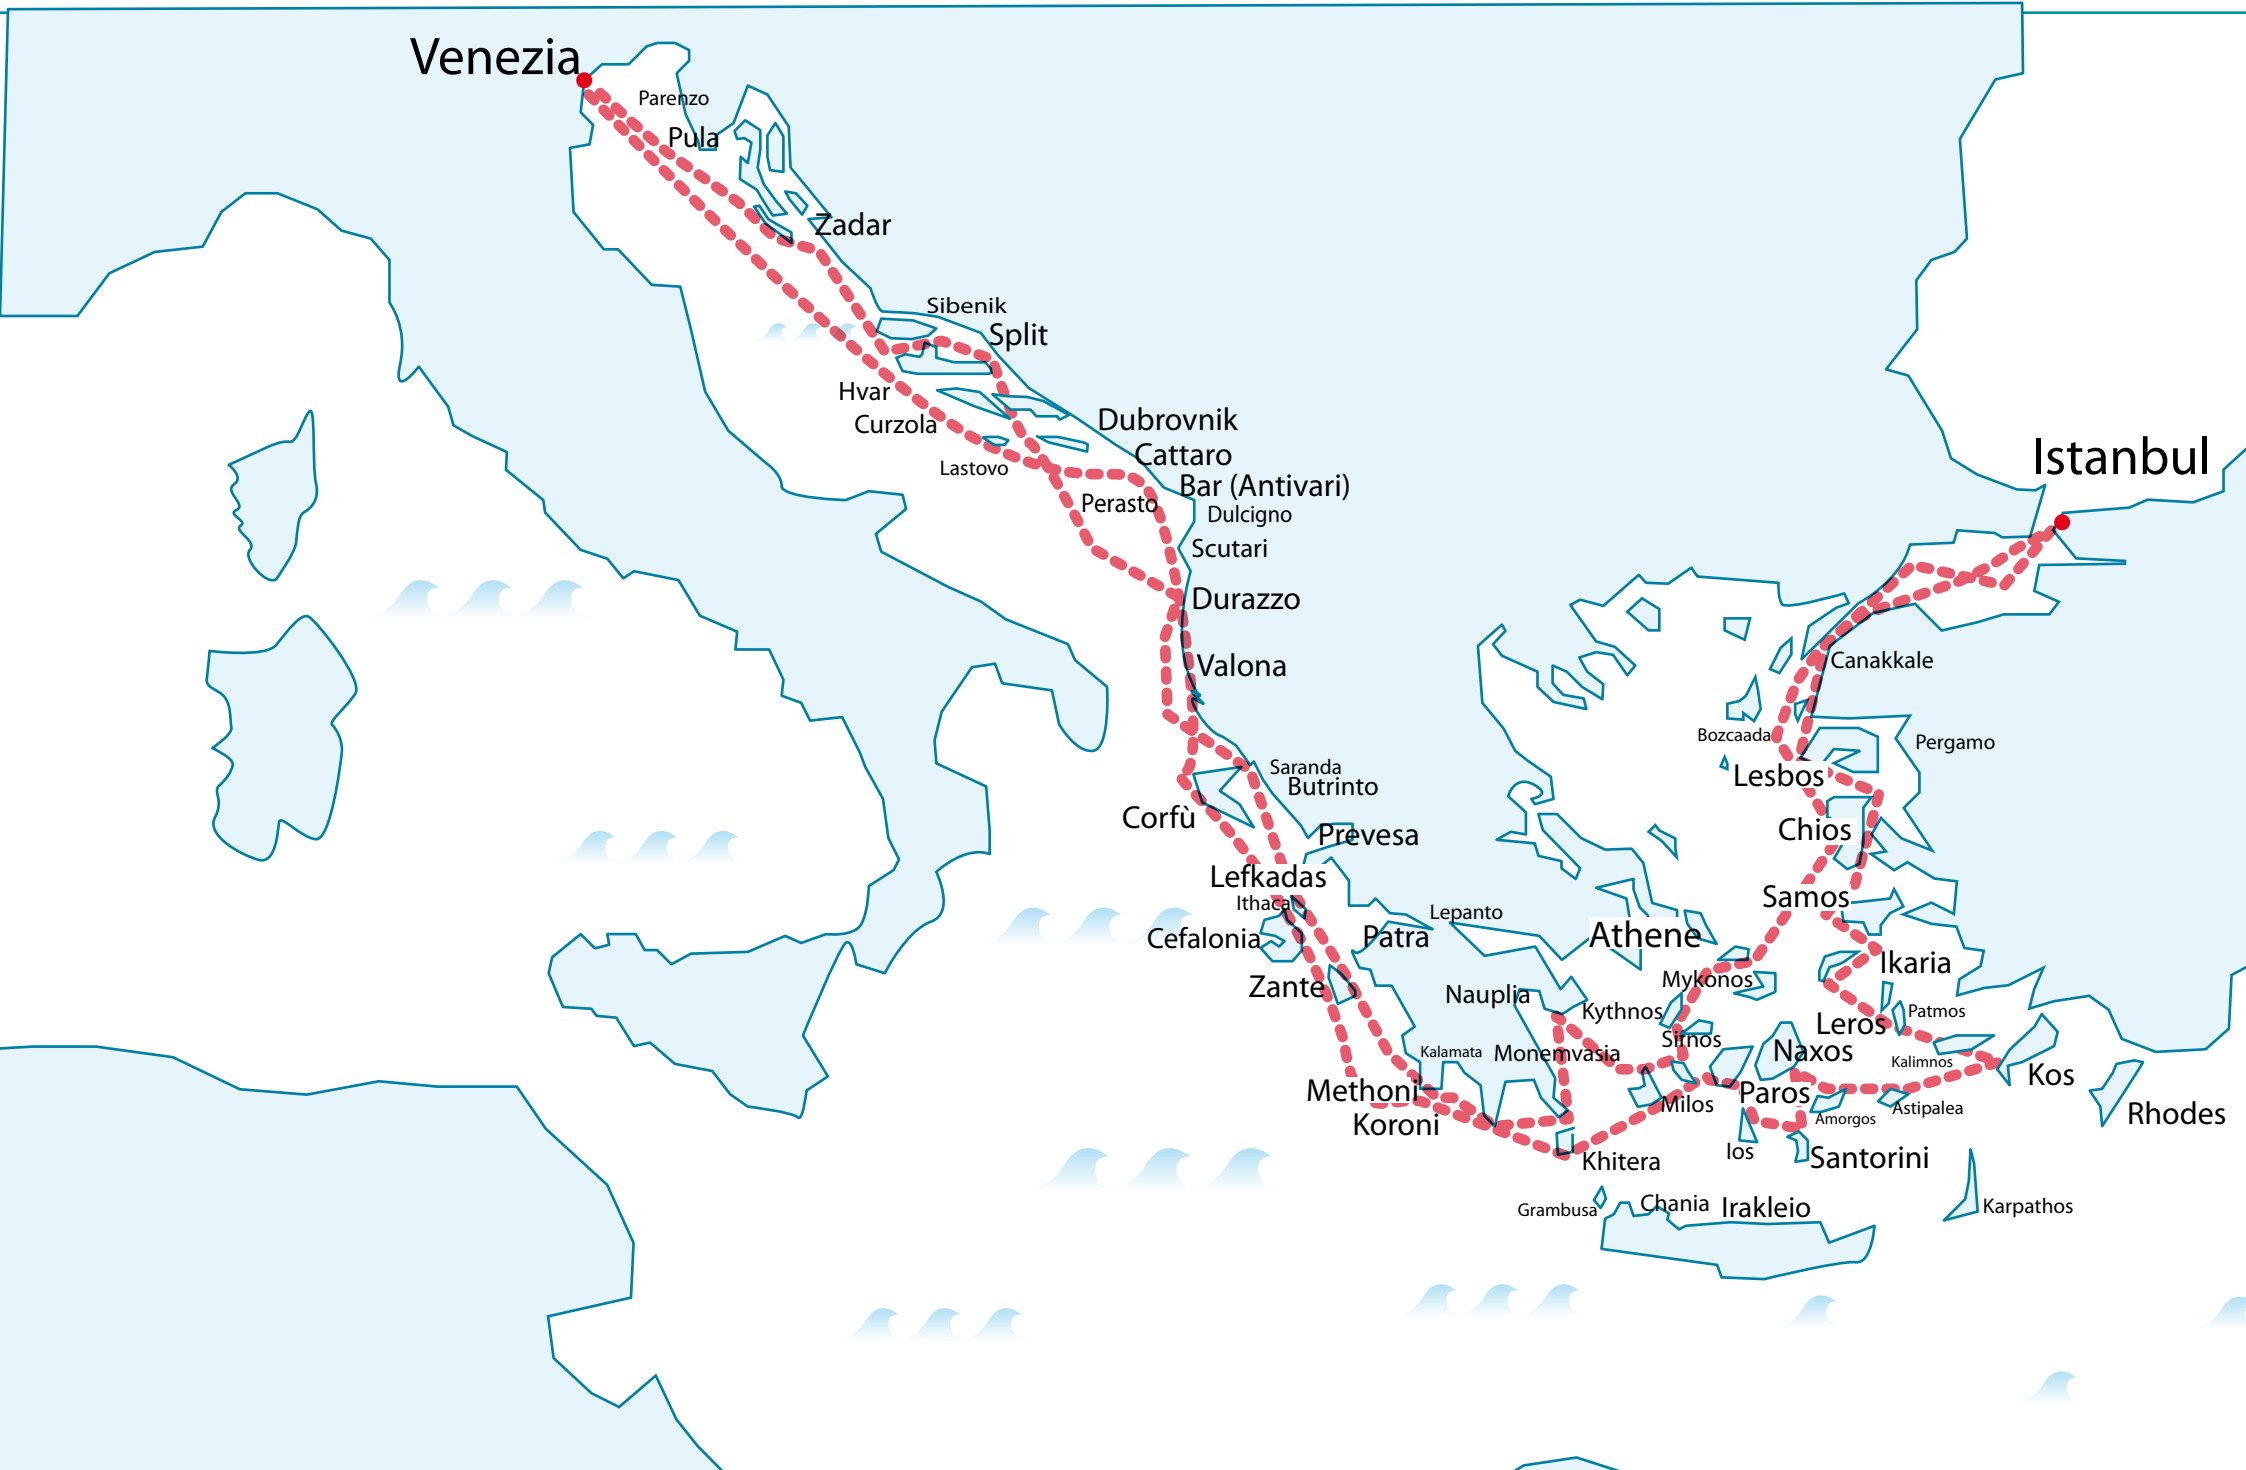 Venezia
Parenzo
Pula
Zadar
Sibenik
Split
Hvar
Curzola
Lastovo
Dubrovnik
Cattaro
Bar (Antivari)
Perasto
Dulcigno
Scutari
Istanbul
Durazzo
Valona
Canakkale
Bozcaada
Pergamo
Saranda
Butrinto
Lesbos
Corfù
Prevesa
Chios
Lefkadas
Ithaca
Samos
Lepanto
Cefalonia
Patra
Athene
Zante
Mykonos
Ikaria
Nauplia
Kythnos
Patmos
Leros
Sifnos
Kalamata
Monemvasia
Naxos
Kalimnos
Kos
Methoni
Paros
Milos
Koroni
Amorgos
Astipalea
Rhodes
Ios
Santorini
Khitera
Grambusa
Chania
Irakleio
Karpathos